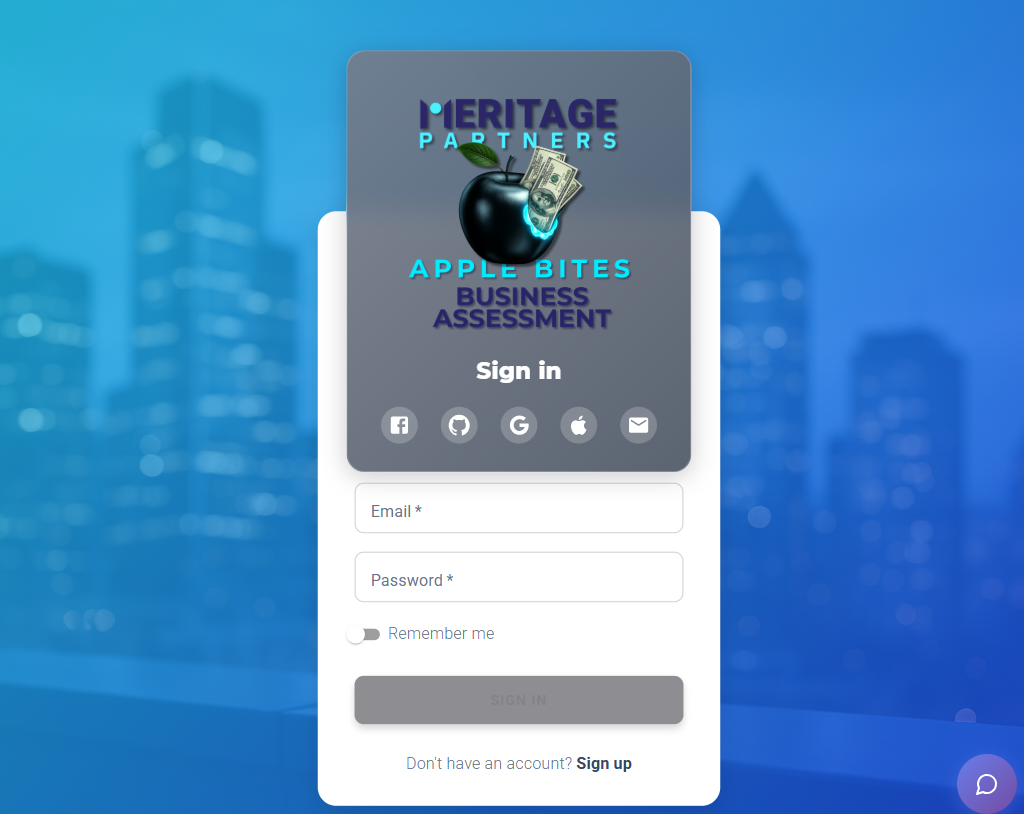 MERITAGE
PARTNERS
APPLE BITES
BUSINESS
ASSESSMENT
Sign in
Email *
Password *
Remember me
SIGN IN
Don't have an account? Sign up